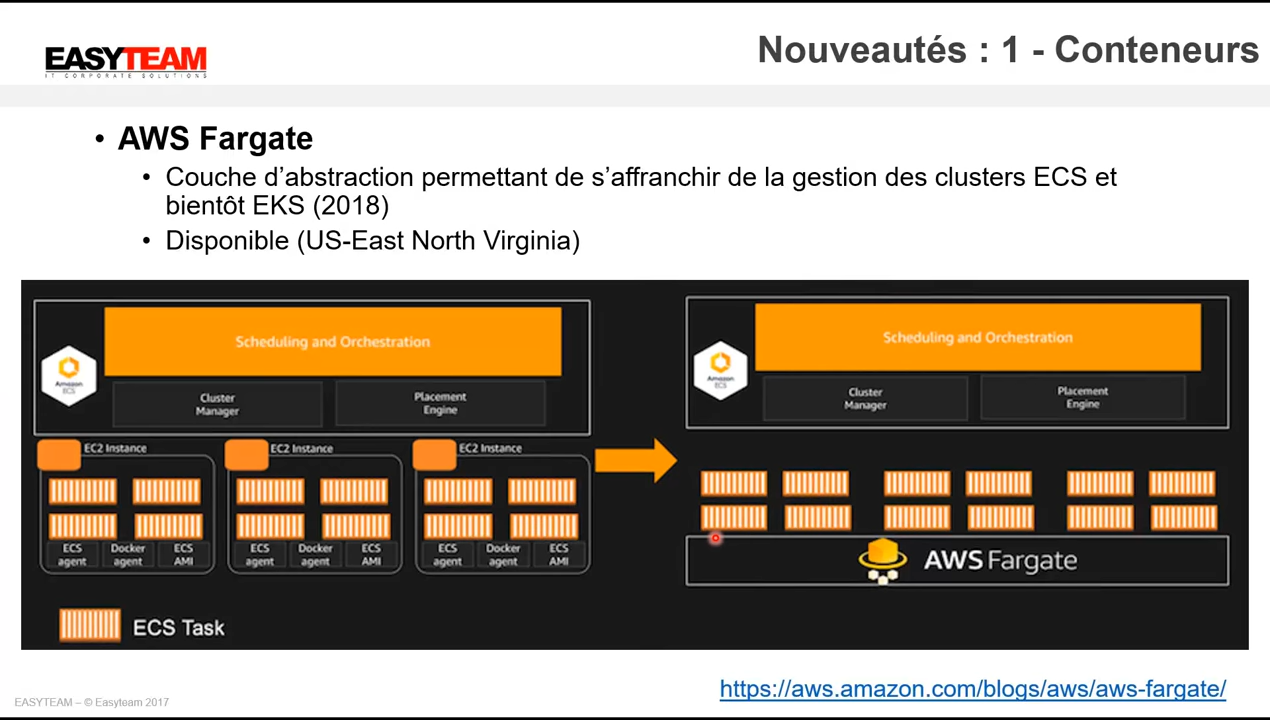 EASYTEAM
IT CORPORATE SOLUTIONS
Nouveautés : 1 - Conteneurs
• AWS Fargate
• Couche d’abstraction permettant de s’affranchir de la gestion des clusters ECS et
bientôt EKS (2018)
• Disponible (US-East North Virginia)
Scheduling and Orchestration
Amazon
ECS
Cluster
Manager
Placement
Engine
EC2 Instance
EC2 Instance
EC2 Instance
ECS
agent
Docker
agent
ECS
AMI
ECS
agent
Docker
agent
ECS
AMI
ECS
agent
Docker
agent
ECS
AMI
ECS Task
Scheduling and Orchestration
Amazon
ECS
Cluster
Manager
Placement
Engine
AWS Fargate
https://aws.amazon.com/blogs/aws/aws-fargate/
EASYTEAM – © Easyteam 2017